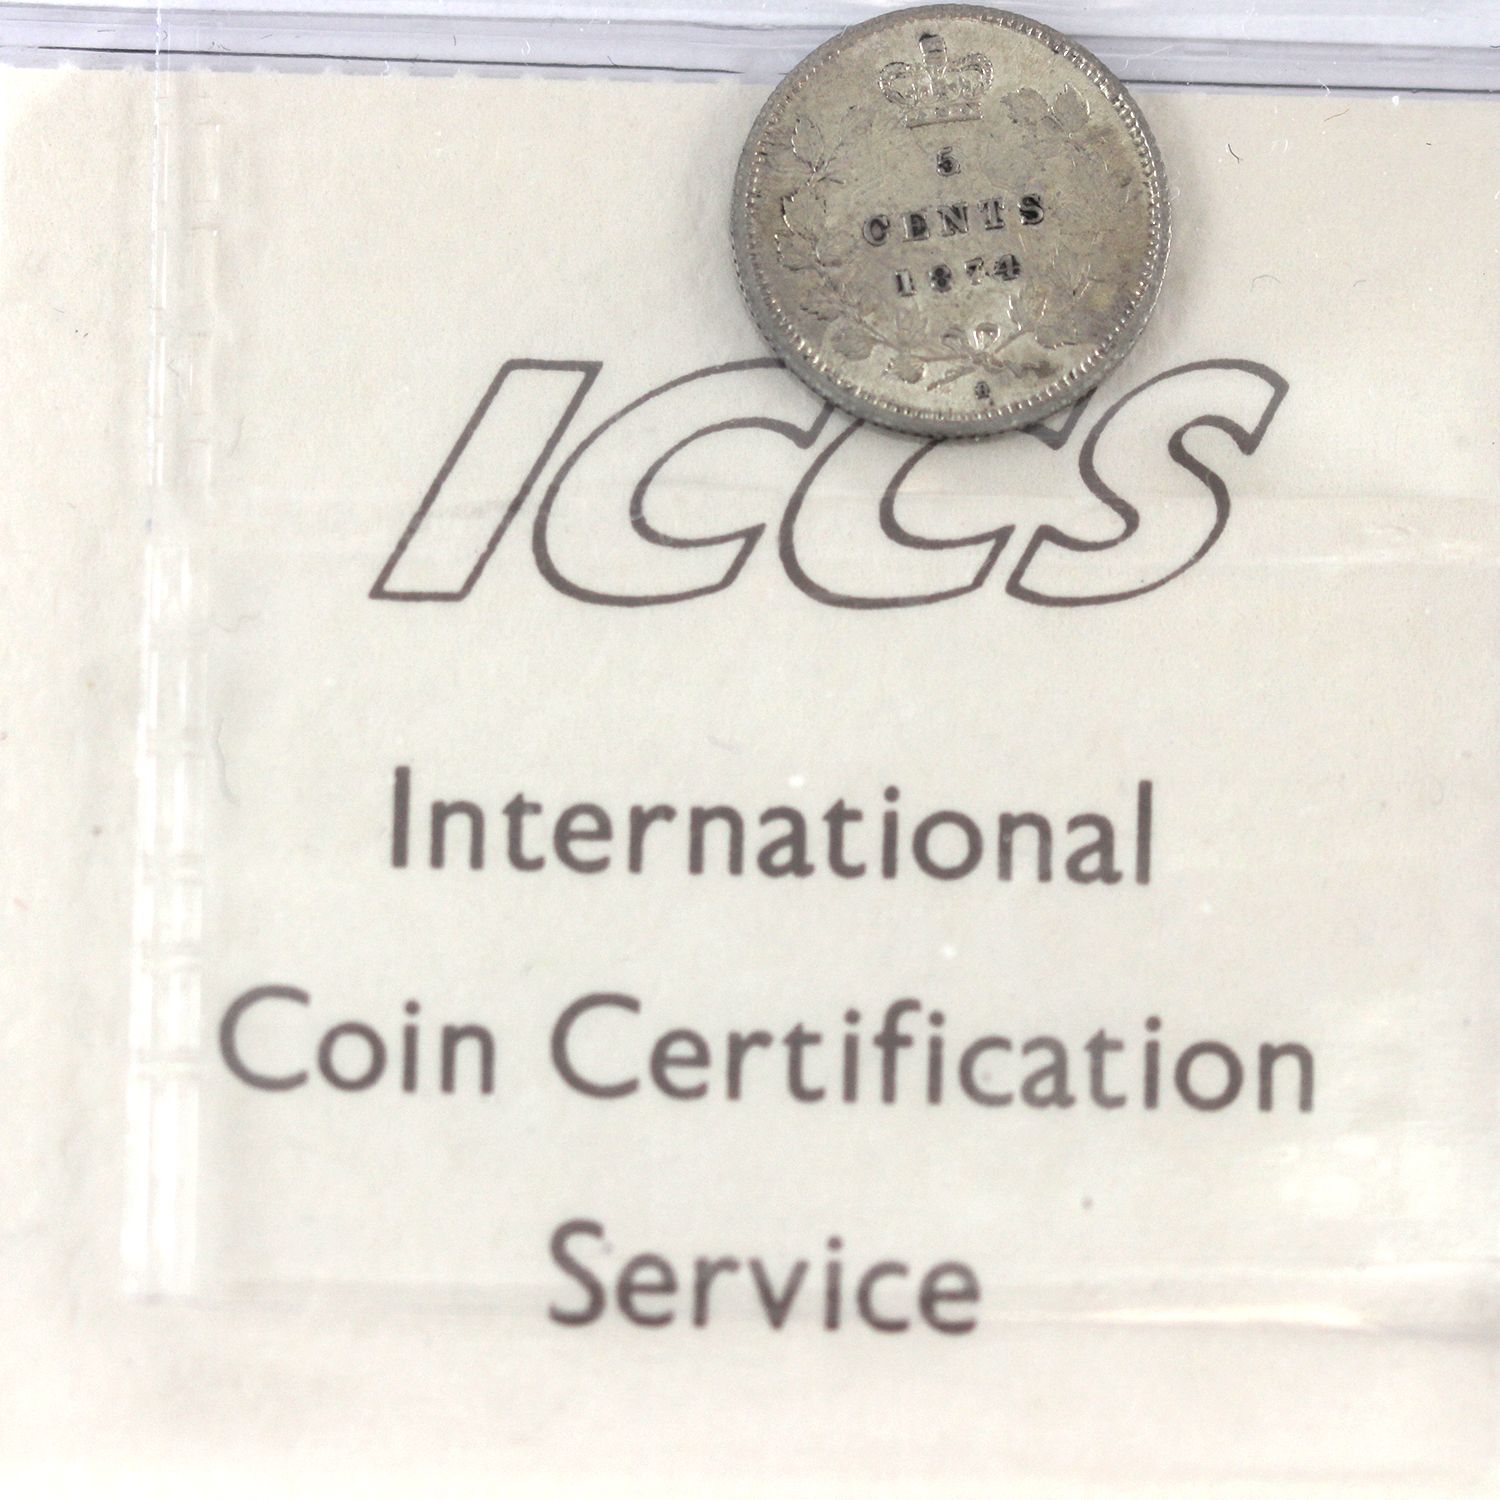 5
CENTS
1874
H
ICCS
International
Coin Certification
Service